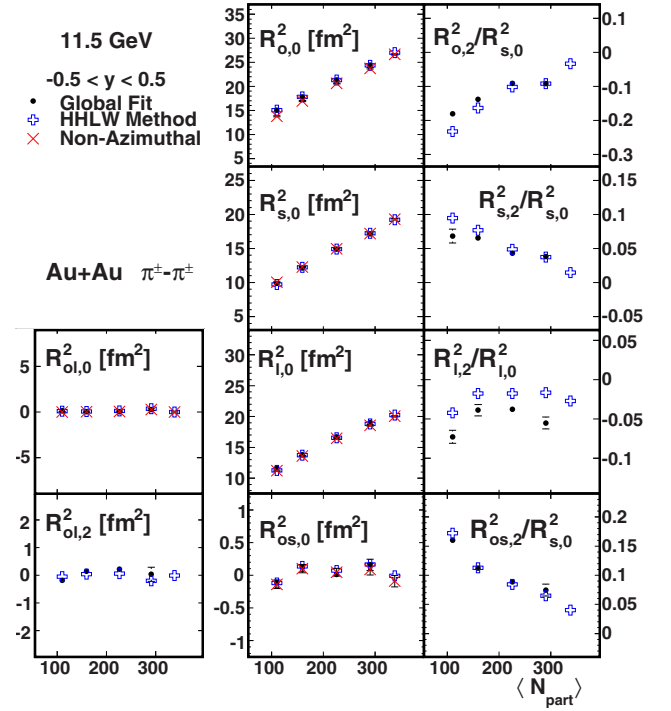 11.5 GeV
-0.5 < y < 0.5
Global Fit
HHLW Method
Non-Azimuthal
Au+Au π±-π±
R²o,0 [fm²]
35
30
25
20
15
10
5
R²o,2/R²s,0
0.1
0
-0.1
-0.2
-0.3
R²s,0 [fm²]
25
20
15
10
5
R²s,2/R²s,0
0.1
0.05
0
-0.05
R²ol,0 [fm²]
5
0
-5
R²l,0 [fm²]
30
25
20
15
10
R²l,2/R²l,0
0.05
0
-0.05
-0.1
R²ol,2 [fm²]
2
1
0
-1
-2
100 200 300
R²os,0 [fm²]
1
0.5
0
-0.5
-1
100 200 300
R²os,2/R²s,0
0.2
0.1
0.1
0
100 200 300
⟨ Npart ⟩